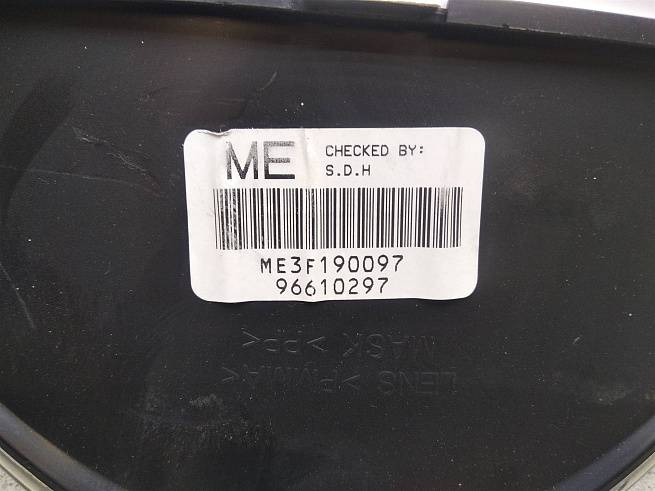 ME
CHECKED BY:
S.D.H
ME3F190097
96610297
MASK >PP<
LENS >PMMA<